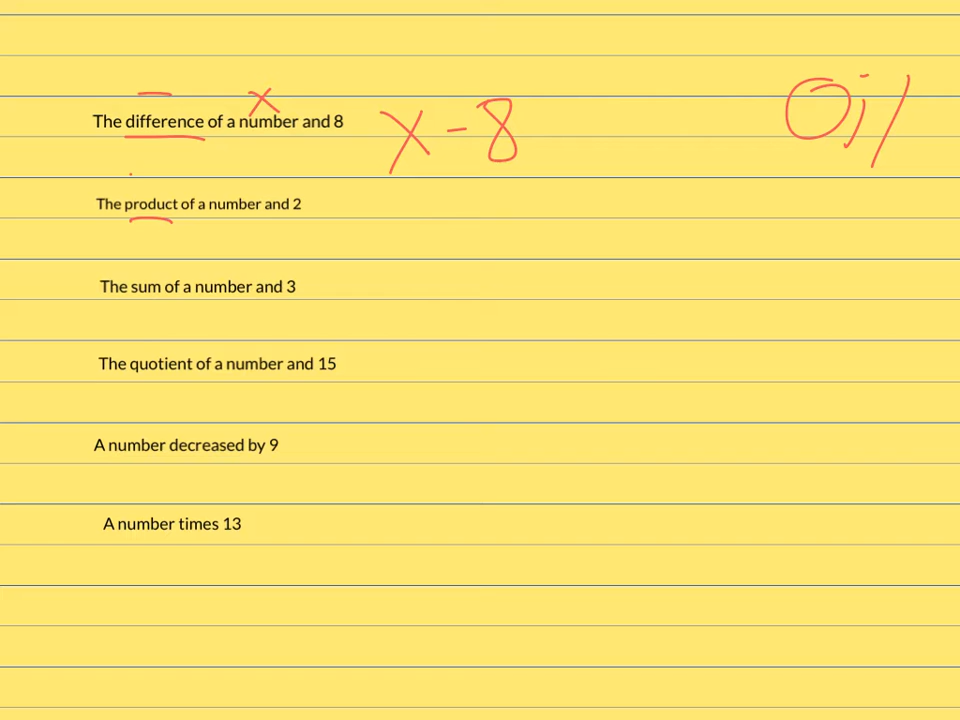 The difference of a number and 8
x
x - 8
The product of a number and 2
The sum of a number and 3
The quotient of a number and 15
A number decreased by 9
A number times 13